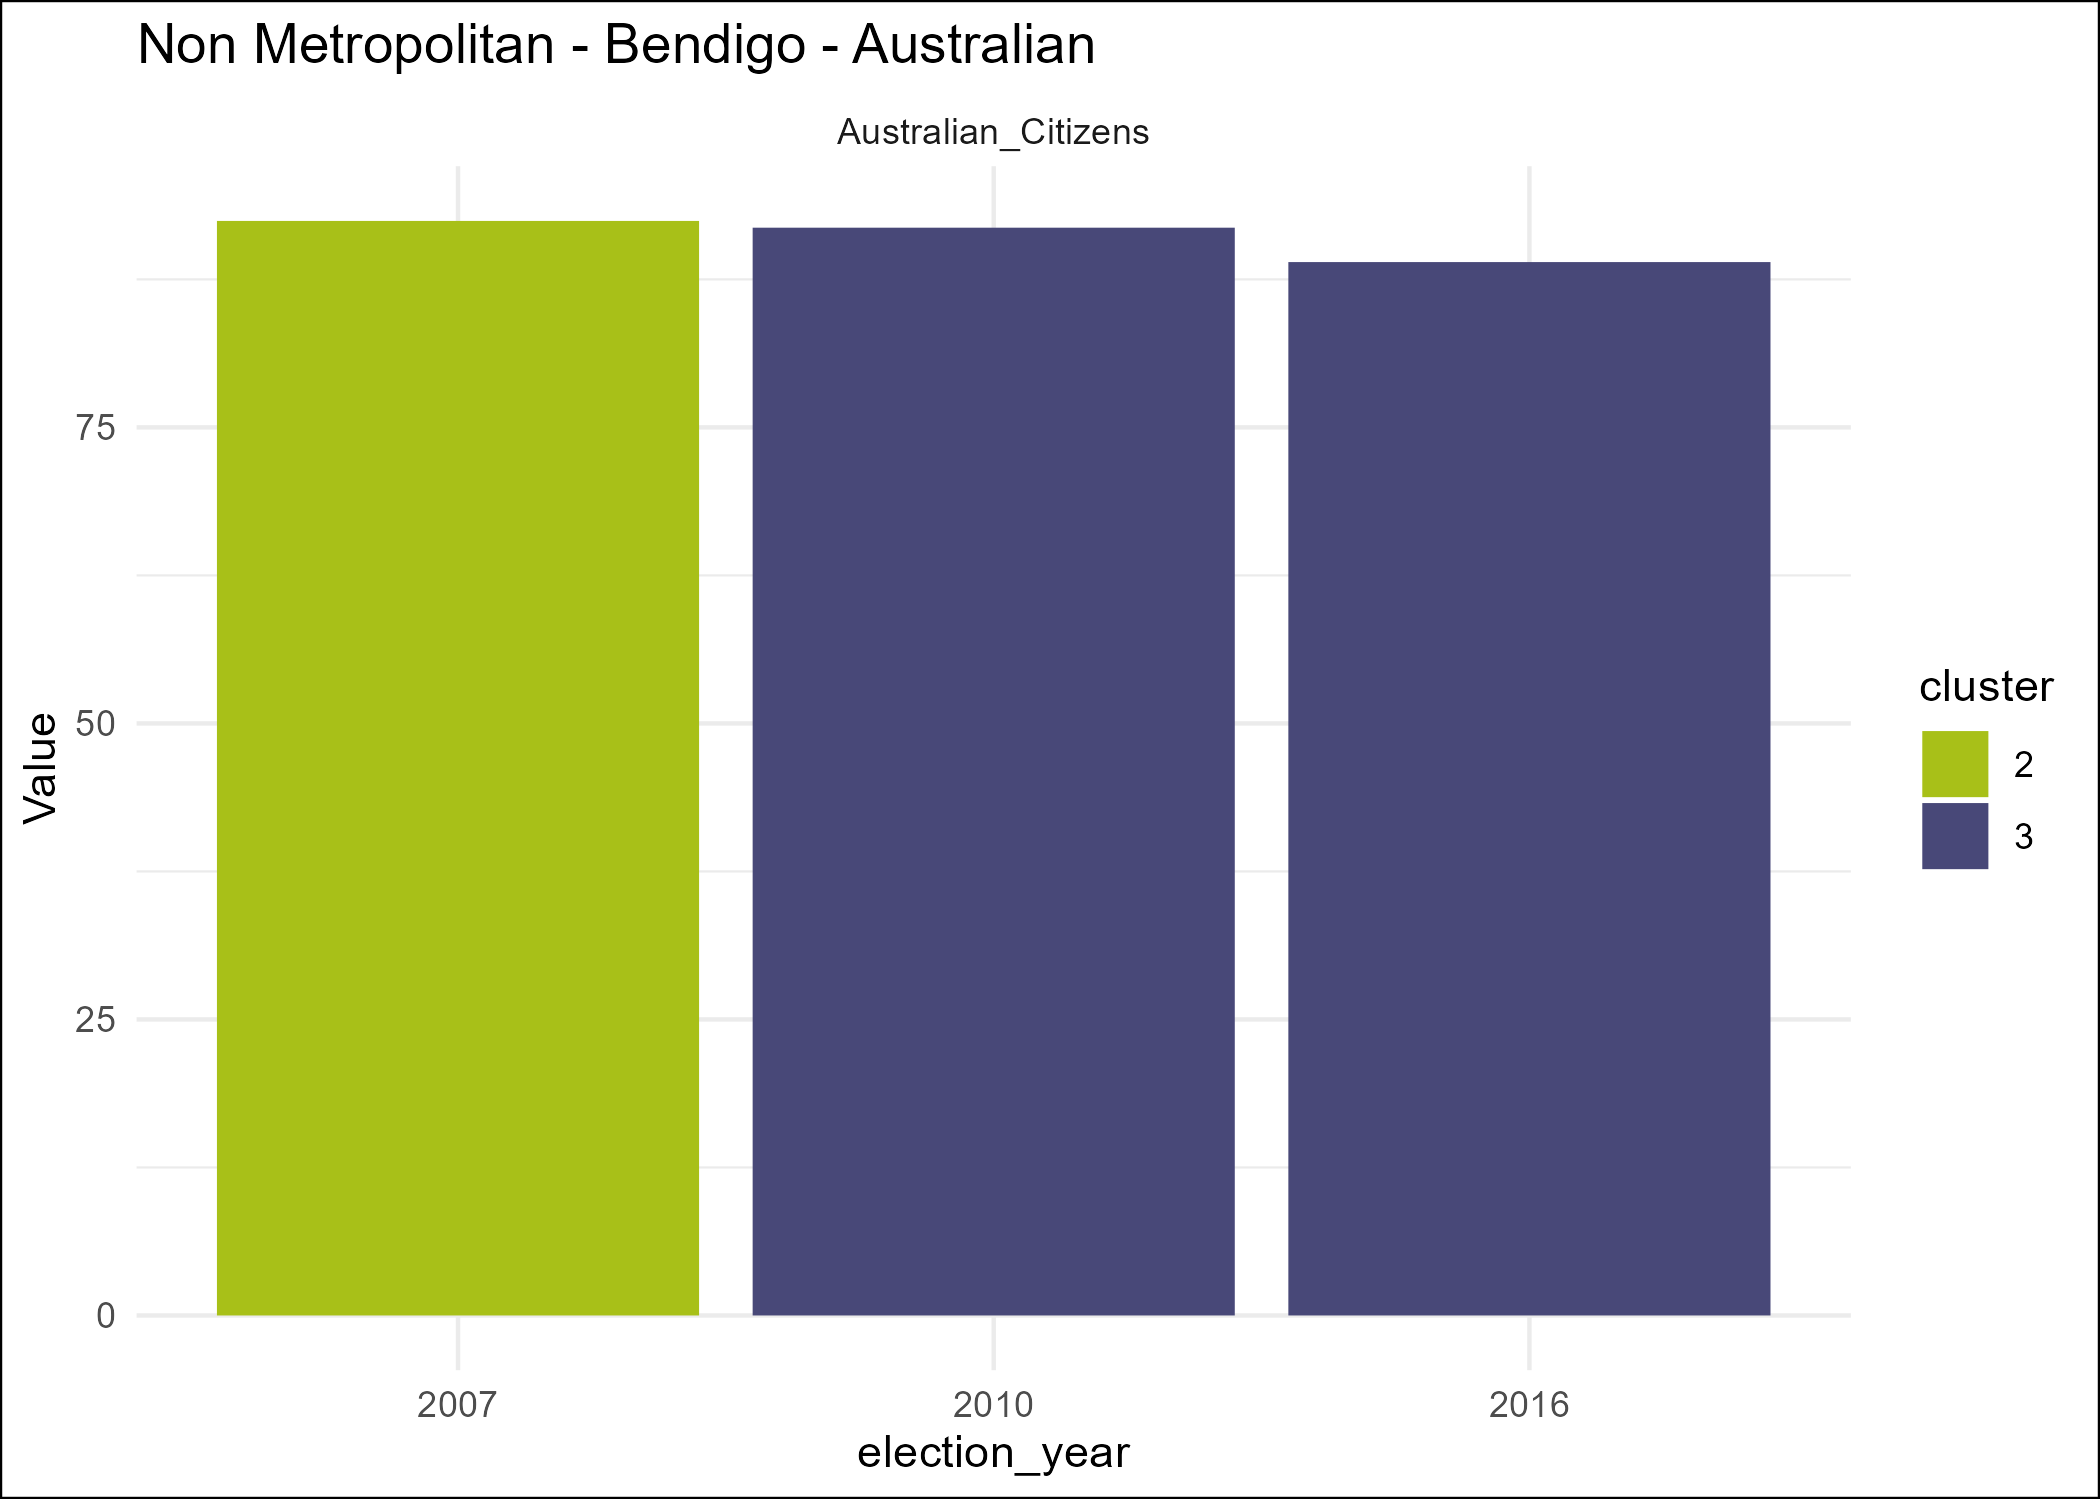 Non Metropolitan - Bendigo - Australian
Australian_Citizens
75
50
25
0
Value
2007
2010
2016
election_year
cluster
2
3